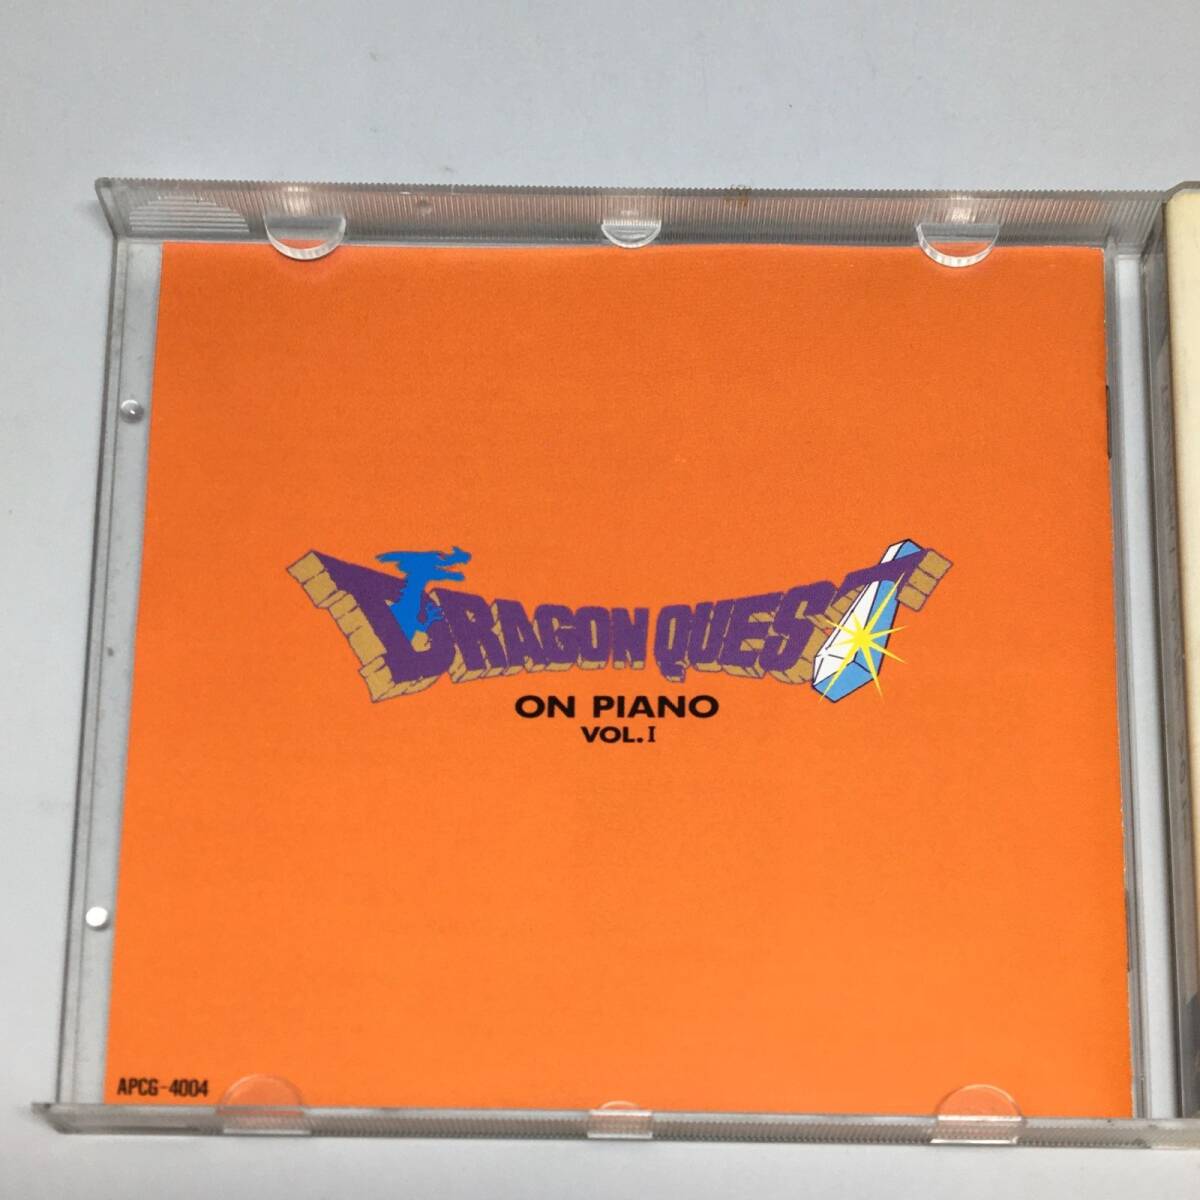 DRAGON QUEST
ON PIANO
VOL.I
APCG-4004